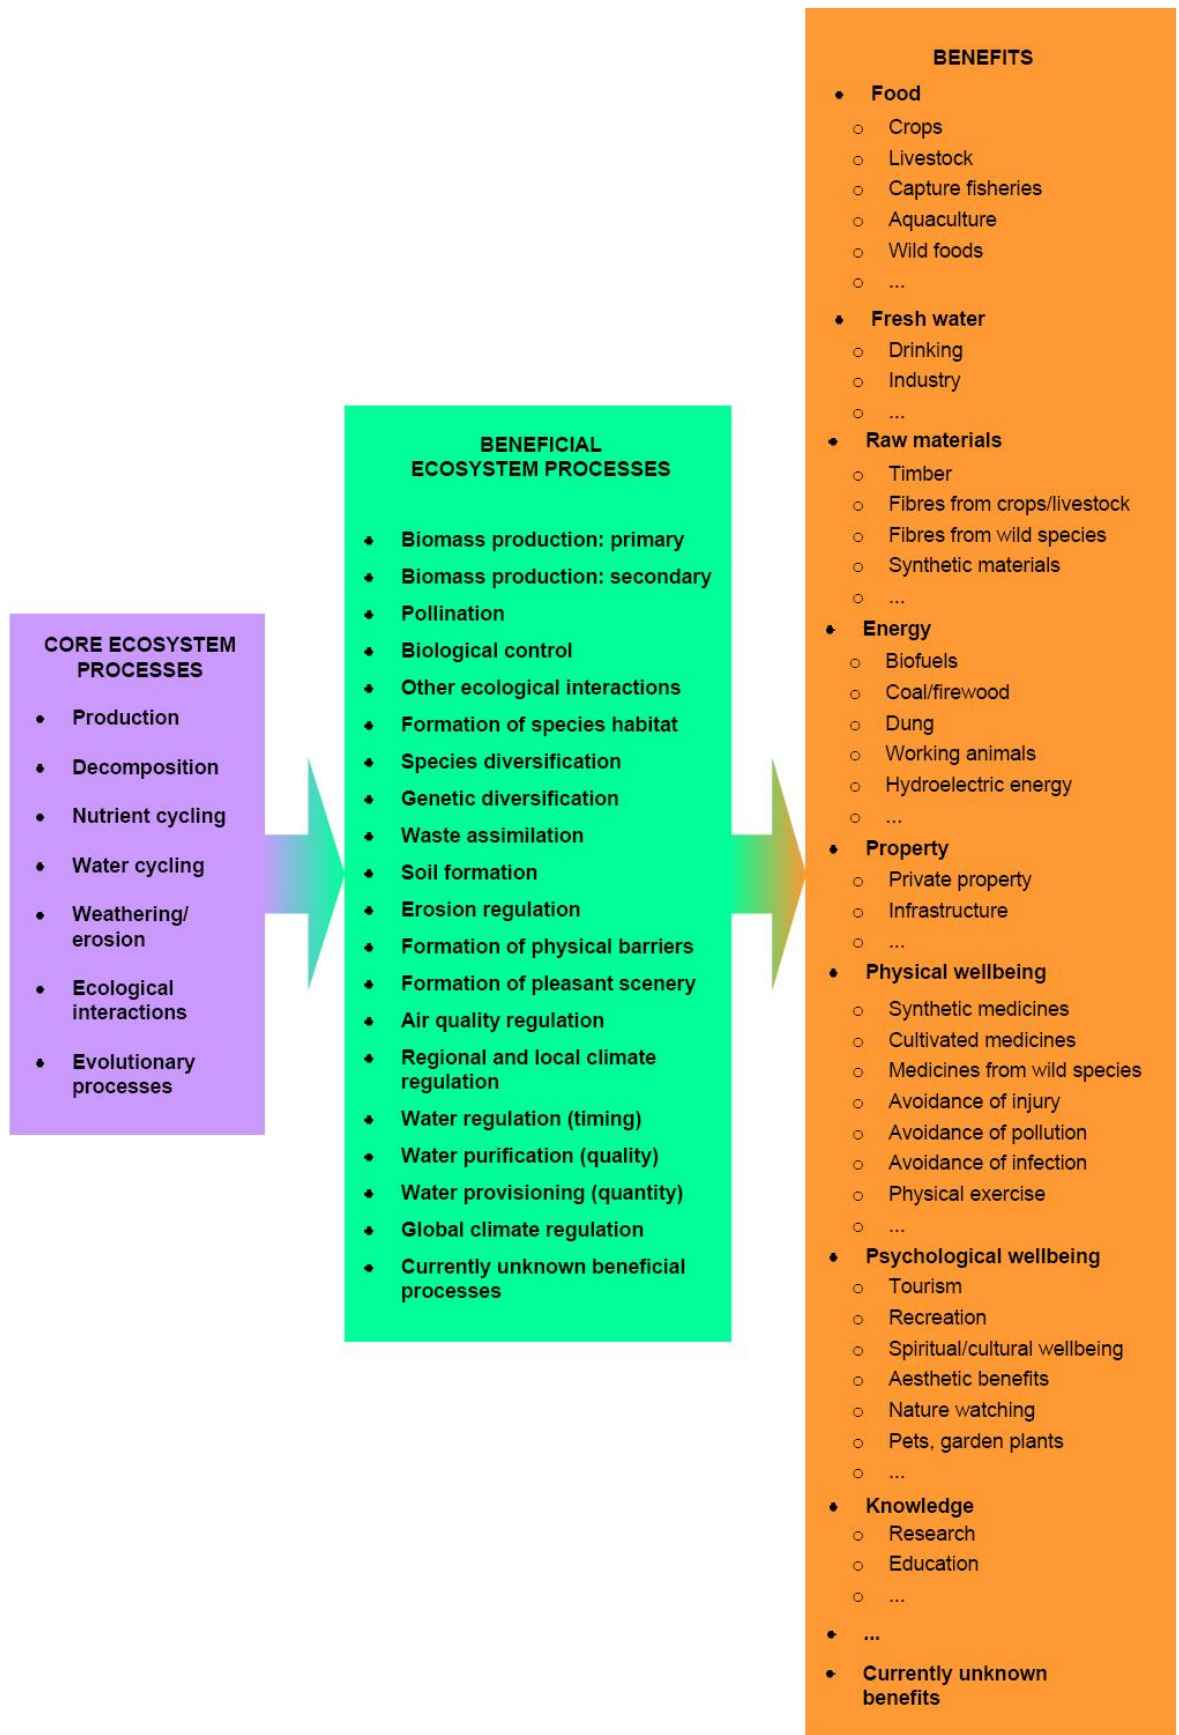 CORE ECOSYSTEM
PROCESSES
• Production
• Decomposition
• Nutrient cycling
• Water cycling
• Weathering/
erosion
• Ecological
interactions
• Evolutionary
processes
BENEFICIAL
ECOSYSTEM PROCESSES
• Biomass production: primary
• Biomass production: secondary
• Pollination
• Biological control
• Other ecological interactions
• Formation of species habitat
• Species diversification
• Genetic diversification
• Waste assimilation
• Soil formation
• Erosion regulation
• Formation of physical barriers
• Formation of pleasant scenery
• Air quality regulation
• Regional and local climate
regulation
• Water regulation (timing)
• Water purification (quality)
• Water provisioning (quantity)
• Global climate regulation
• Currently unknown beneficial
processes
BENEFITS
• Food
o Crops
o Livestock
o Capture fisheries
o Aquaculture
o Wild foods
o ...
• Fresh water
o Drinking
o Industry
o ...
• Raw materials
o Timber
o Fibres from crops/livestock
o Fibres from wild species
o Synthetic materials
o ...
• Energy
o Biofuels
o Coal/firewood
o Dung
o Working animals
o Hydroelectric energy
o ...
• Property
o Private property
o Infrastructure
o ...
• Physical wellbeing
o Synthetic medicines
o Cultivated medicines
o Medicines from wild species
o Avoidance of injury
o Avoidance of pollution
o Avoidance of infection
o Physical exercise
o ...
• Psychological wellbeing
o Tourism
o Recreation
o Spiritual/cultural wellbeing
o Aesthetic benefits
o Nature watching
o Pets, garden plants
o ...
• Knowledge
o Research
o Education
o ...
• ...
• Currently unknown
benefits